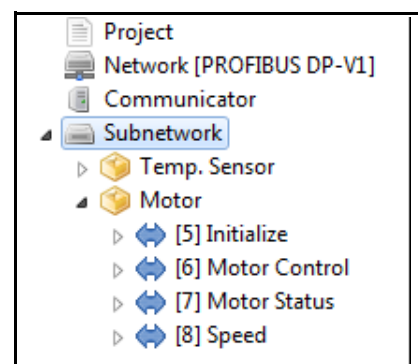 Project
Network [PROFIBUS DP-V1]
Communicator
Subnetwork
Temp. Sensor
Motor
[5] Initialize
[6] Motor Control
[7] Motor Status
[8] Speed